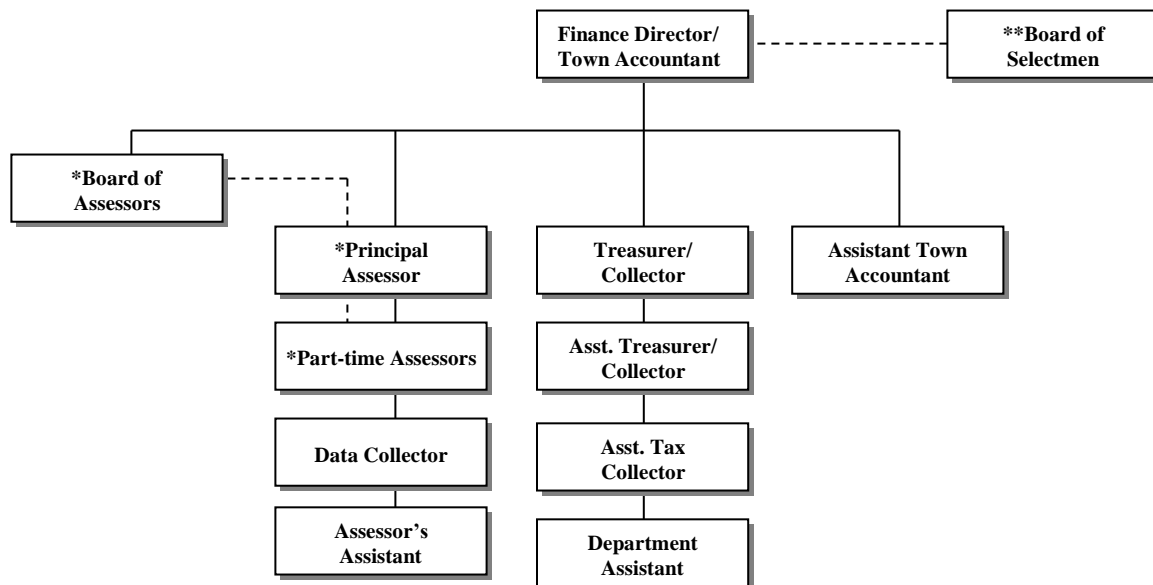 Finance Director/
Town Accountant
**Board of
Selectmen
*Board of
Assessors
*Principal
Assessor
Treasurer/
Collector
Assistant Town
Accountant
*Part-time Assessors
Asst. Treasurer/
Collector
Data Collector
Asst. Tax
Collector
Assessor’s
Assistant
Department
Assistant